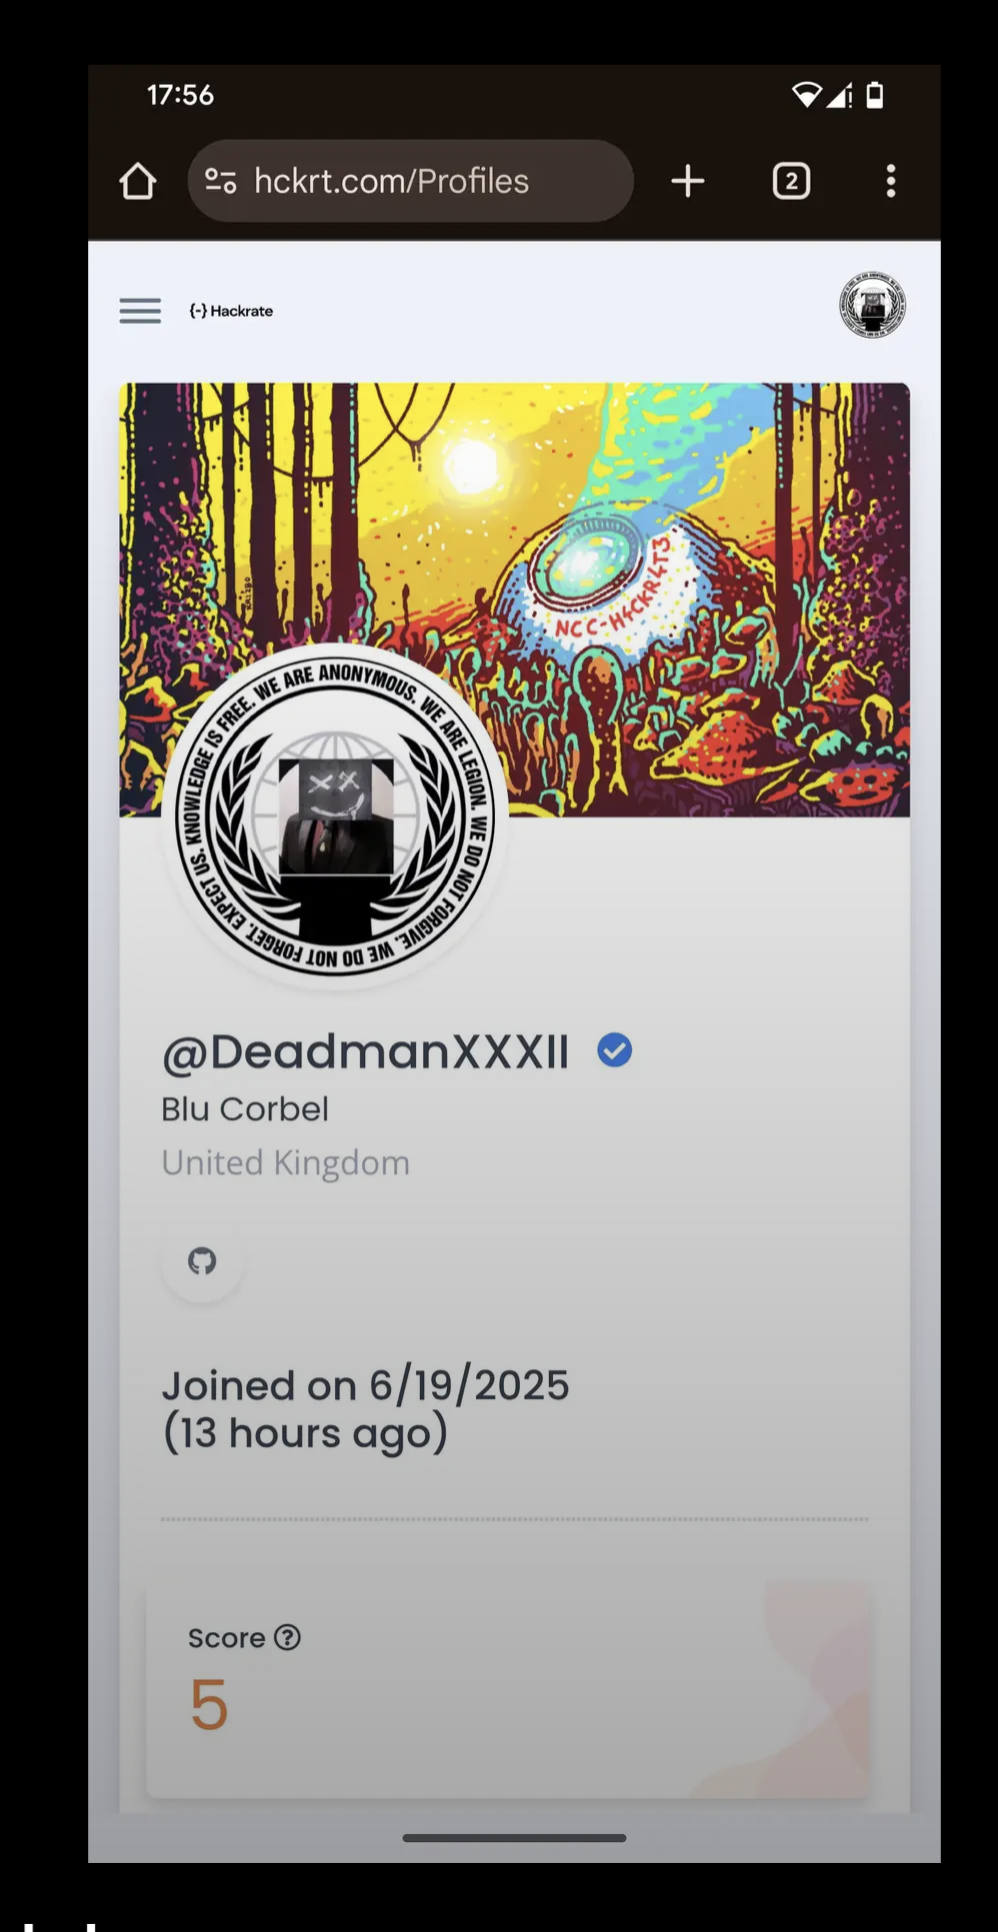 17:56
hckrt.com/Profiles
2
{-} Hackrate
NCC-H4CKR4T3
KNOWLEDGE IS FREE. WE ARE ANONYMOUS. WE ARE LEGION. WE DO NOT FORGIVE. WE DO NOT FORGET. EXPECT US.
@DeadmanXXXII
Blu Corbel
United Kingdom
Joined on 6/19/2025
(13 hours ago)
Score ?
5